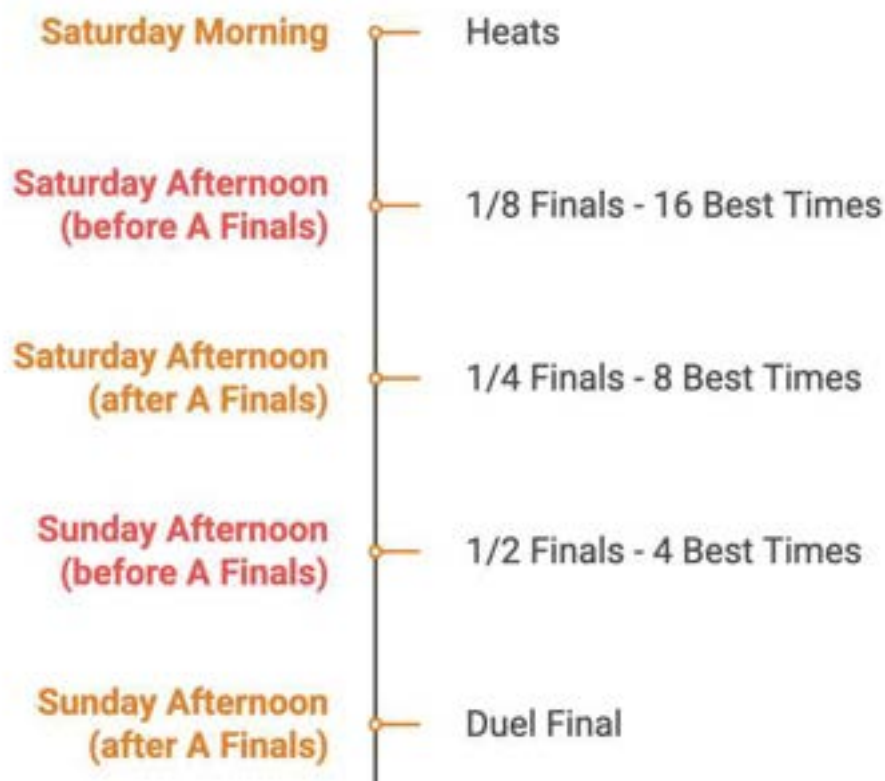 Saturday Morning
Heats
Saturday Afternoon
(before A Finals)
1/8 Finals - 16 Best Times
Saturday Afternoon
(after A Finals)
1/4 Finals - 8 Best Times
Sunday Afternoon
(before A Finals)
1/2 Finals - 4 Best Times
Sunday Afternoon
(after A Finals)
Duel Final